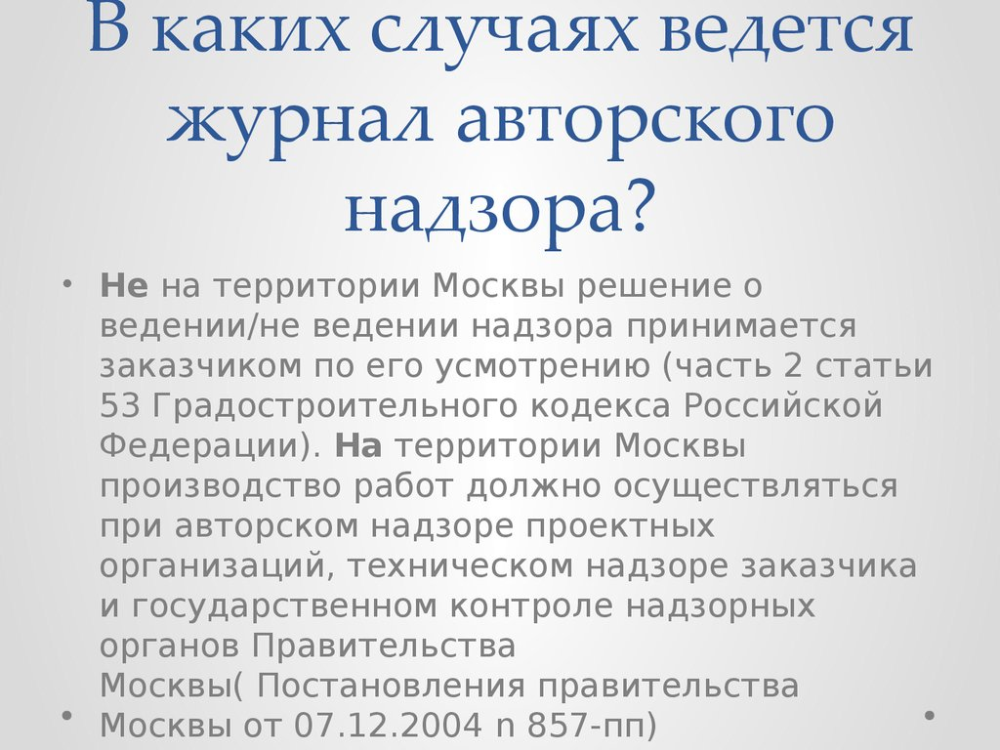 В каких случаях ведется
журнал авторского
надзора?
• Не на территории Москвы решение о
ведении/не ведении надзора принимается
заказчиком по его усмотрению (часть 2 статьи
53 Градостроительного кодекса Российской
Федерации). На территории Москвы
производство работ должно осуществляться
при авторском надзоре проектных
организаций, техническом надзоре заказчика
и государственном контроле надзорных
органов Правительства
Москвы( Постановления правительства
Москвы от 07.12.2004 n 857-пп)